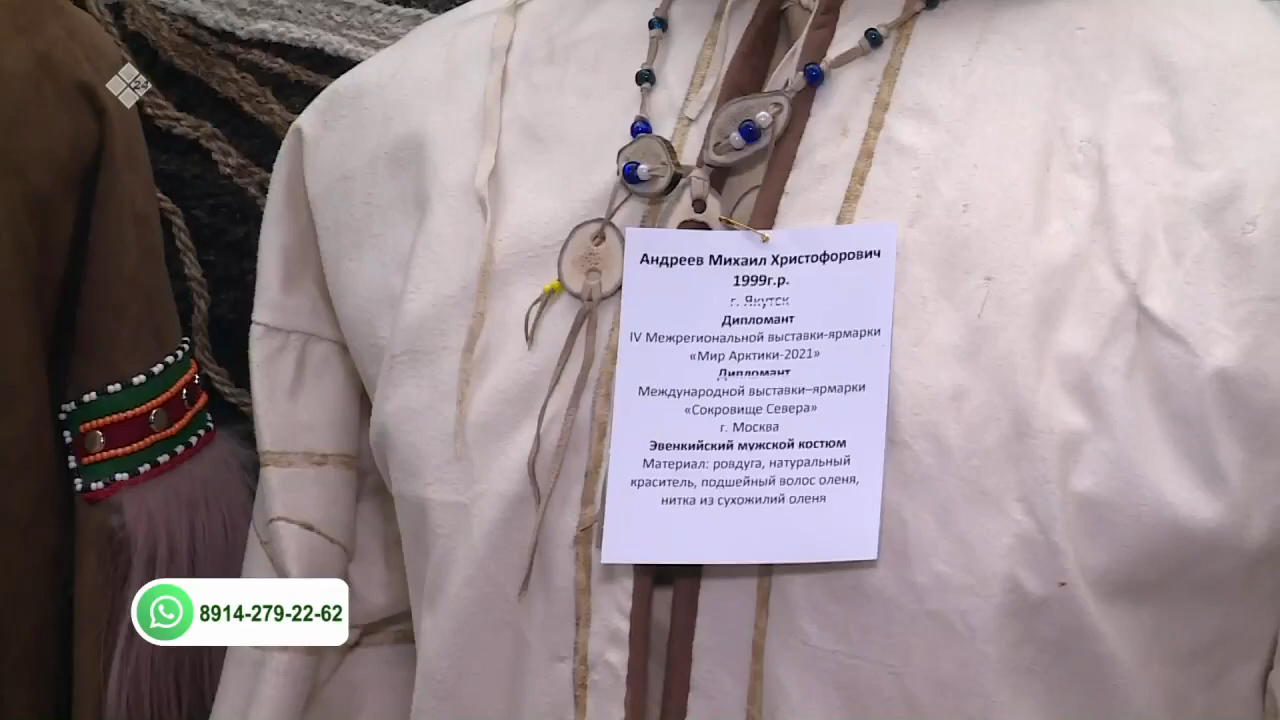 24
Андреев Михаил Христофорович
1999г.р.
г. Якутск
Дипломант
IV Межрегиональной выставки-ярмарки
«Мир Арктики-2021»
Дипломант
Международной выставки–ярмарки
«Сокровище Севера»
г. Москва
Эвенкийский мужской костюм
Материал: ровдуга, натуральный
краситель, подшейный волос оленя,
нитка из сухожилий оленя
8914-279-22-62